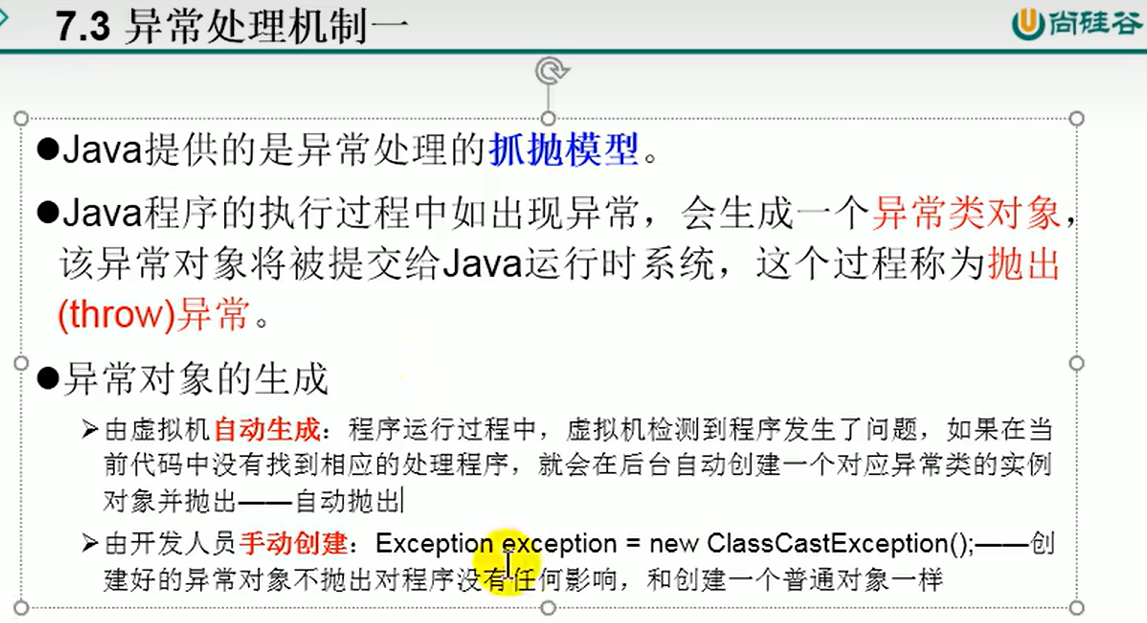 7.3 异常处理机制一
尚硅谷
●Java提供的是异常处理的抓抛模型。
●Java程序的执行过程中如出现异常，会生成一个异常类对象，
该异常对象将被提交给Java运行时系统，这个过程称为抛出
(throw)异常。
●异常对象的生成
➢由虚拟机自动生成：程序运行过程中，虚拟机检测到程序发生了问题，如果在当
前代码中没有找到相应的处理程序，就会在后台自动创建一个对应异常类的实例
对象并抛出——自动抛出
➢由开发人员手动创建：Exception exception = new ClassCastException();——创
建好的异常对象不抛出对程序没有任何影响，和创建一个普通对象一样